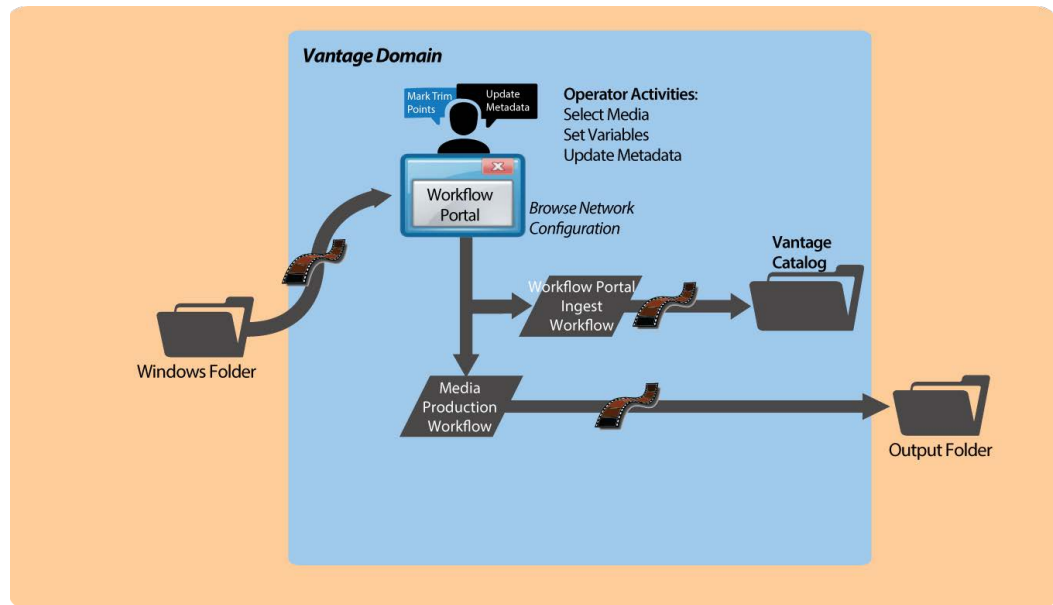 Vantage Domain
Mark Trim
Points
Update
Metadata
Operator Activities:
Select Media
Set Variables
Update Metadata
Workflow
Portal
Browse Network
Configuration
Vantage
Catalog
Workflow Portal
Ingest
Workflow
Windows Folder
Media
Production
Workflow
Output Folder